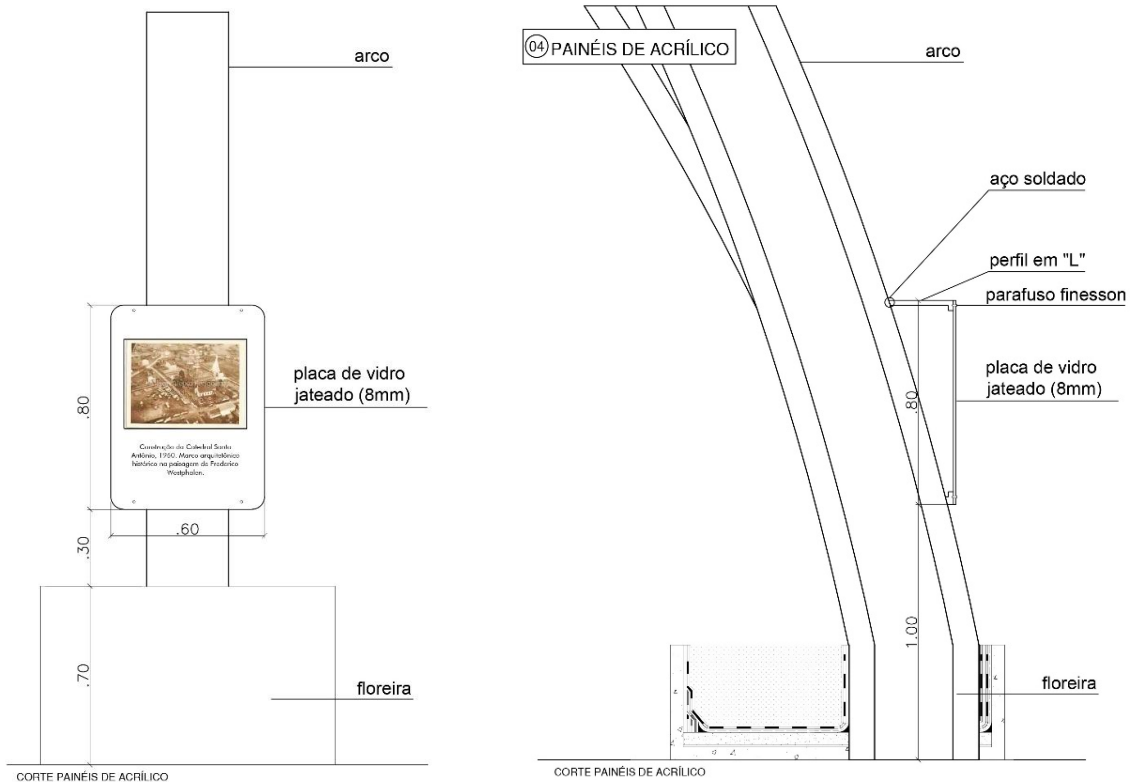 arco
.80
Construção da Catedral Santo
Antônio, 1960. Marco arquitetônico
histórico na paisagem de Frederico
Westphalen.
placa de vidro
jateado (8mm)
.60
.30
.70
floreira
CORTE PAINÉIS DE ACRÍLICO
04 PAINÉIS DE ACRÍLICO
arco
aço soldado
perfil em "L"
parafuso finesson
placa de vidro
jateado (8mm)
.80
1.00
floreira
CORTE PAINÉIS DE ACRÍLICO